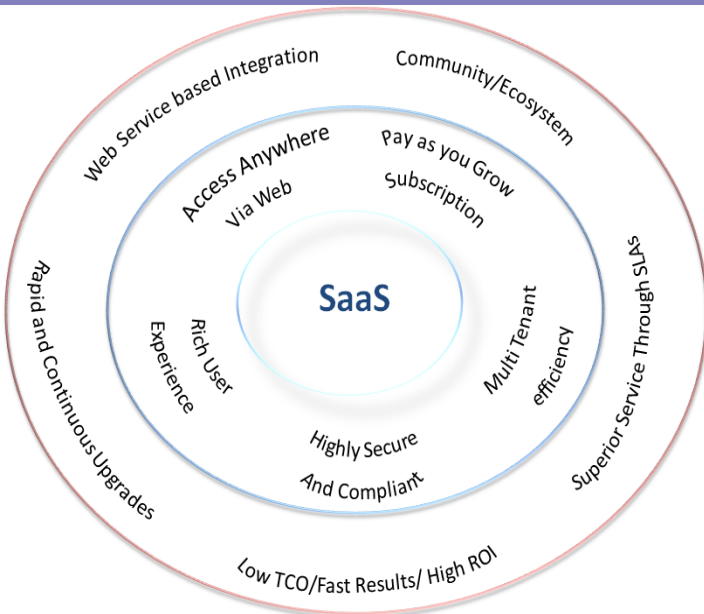 Web Service based Integration
Community/Ecosystem
Access Anywhere
Via Web
Pay as you Grow
Subscription
SaaS
Rapid and Continuous Upgrades
Rich User
Experience
Multi Tenant
efficiency
Superior Service Through SLAs
Highly Secure
And Compliant
Low TCO/Fast Results/ High ROI